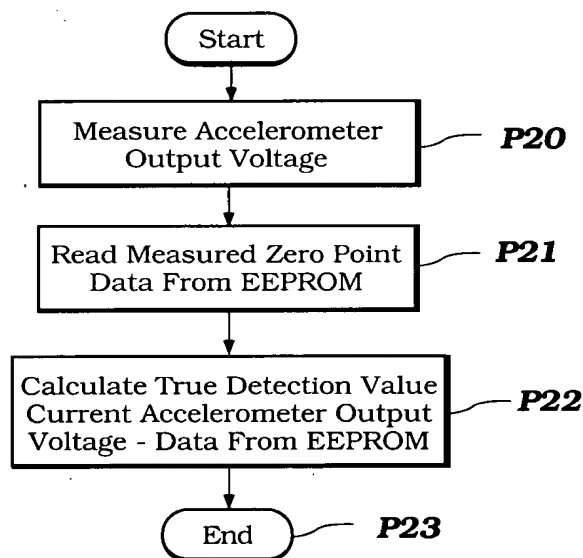 Start
Measure Accelerometer
Output Voltage
P20
Read Measured Zero Point
Data From EEPROM
P21
Calculate True Detection Value
Current Accelerometer Output
Voltage - Data From EEPROM
P22
End
P23